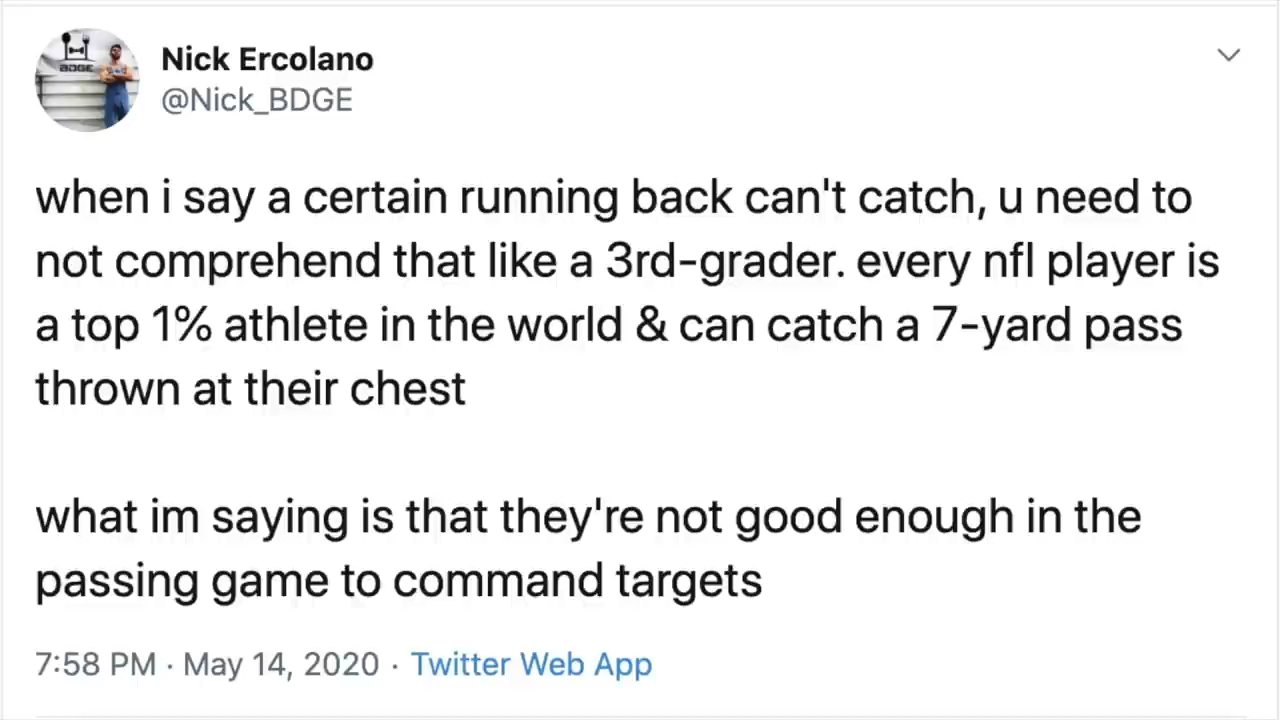 BDGE
Nick Ercolano
@Nick_BDGE
when i say a certain running back can't catch, u need to
not comprehend that like a 3rd-grader. every nfl player is
a top 1% athlete in the world & can catch a 7-yard pass
thrown at their chest
what im saying is that they're not good enough in the
passing game to command targets
7:58 PM · May 14, 2020 · Twitter Web App